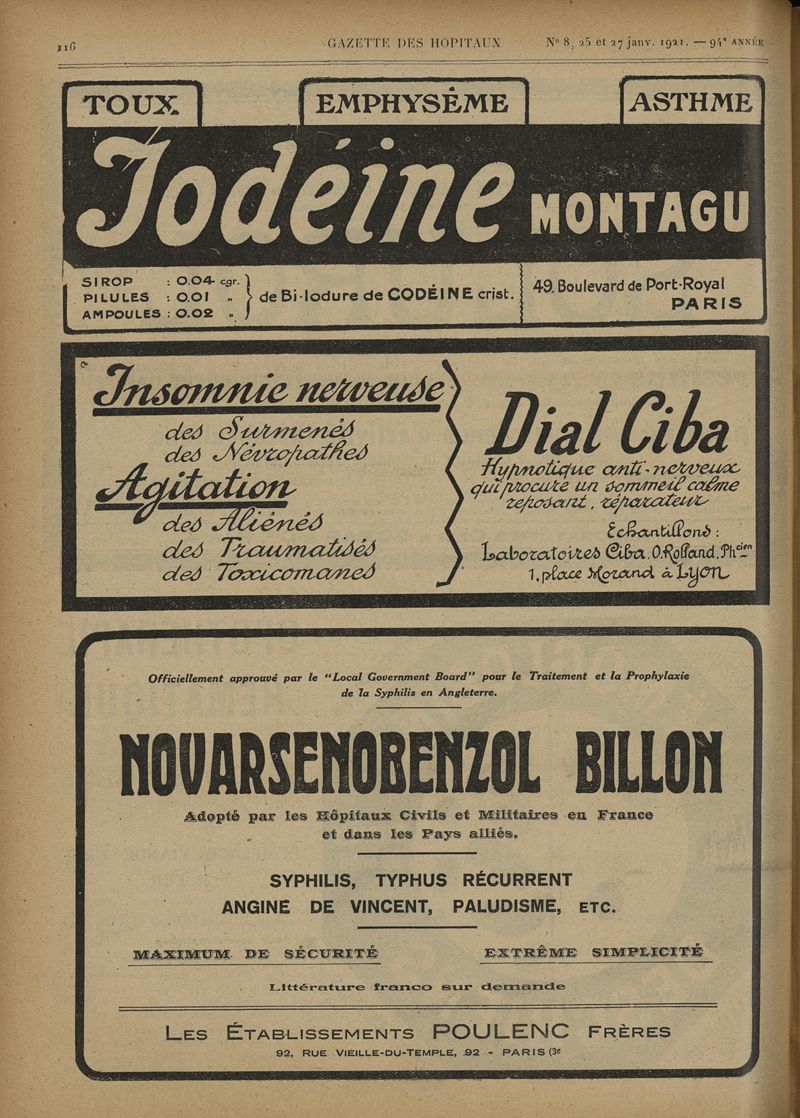 116 GAZETTE DES HOPITAUX Nº 8, 25 et 27 janv. 1921. — 94e ANNÉE
TOUX EMPHYSÊME ASTHME
Iodéine MONTAGU
SIROP : 0.04 cgr.
PILULES : 0.01 „
AMPOULES : 0.02 „
de Bi-Iodure de CODÉINE crist.
49, Boulevard de Port-Royal
PARIS
Insomnie nerveuse
des Surmenés
des Névropathes
Agitation
des Aliénés
des Traumatisés
des Toxicomanes
Dial Ciba
Hypnotique anti-nerveux
qui procure un sommeil calme
reposant, réparateur
Echantillons :
Laboratoires Ciba. O. Rolland. Phcien
1, place Morand à Lyon
Officiellement approuvé par le "Local Government Board" pour le Traitement et la Prophylaxie
de la Syphilis en Angleterre.
NOVARSENOBENZOL BILLON
Adopté par les Hôpitaux Civils et Militaires en France
et dans les Pays alliés.
SYPHILIS, TYPHUS RÉCURRENT
ANGINE DE VINCENT, PALUDISME, ETC.
MAXIMUM DE SÉCURITÉ EXTRÊME SIMPLICITÉ
Littérature franco sur demande
LES ÉTABLISSEMENTS POULENC FRÈRES
92, RUE VIEILLE-DU-TEMPLE, 92 - PARIS (3e